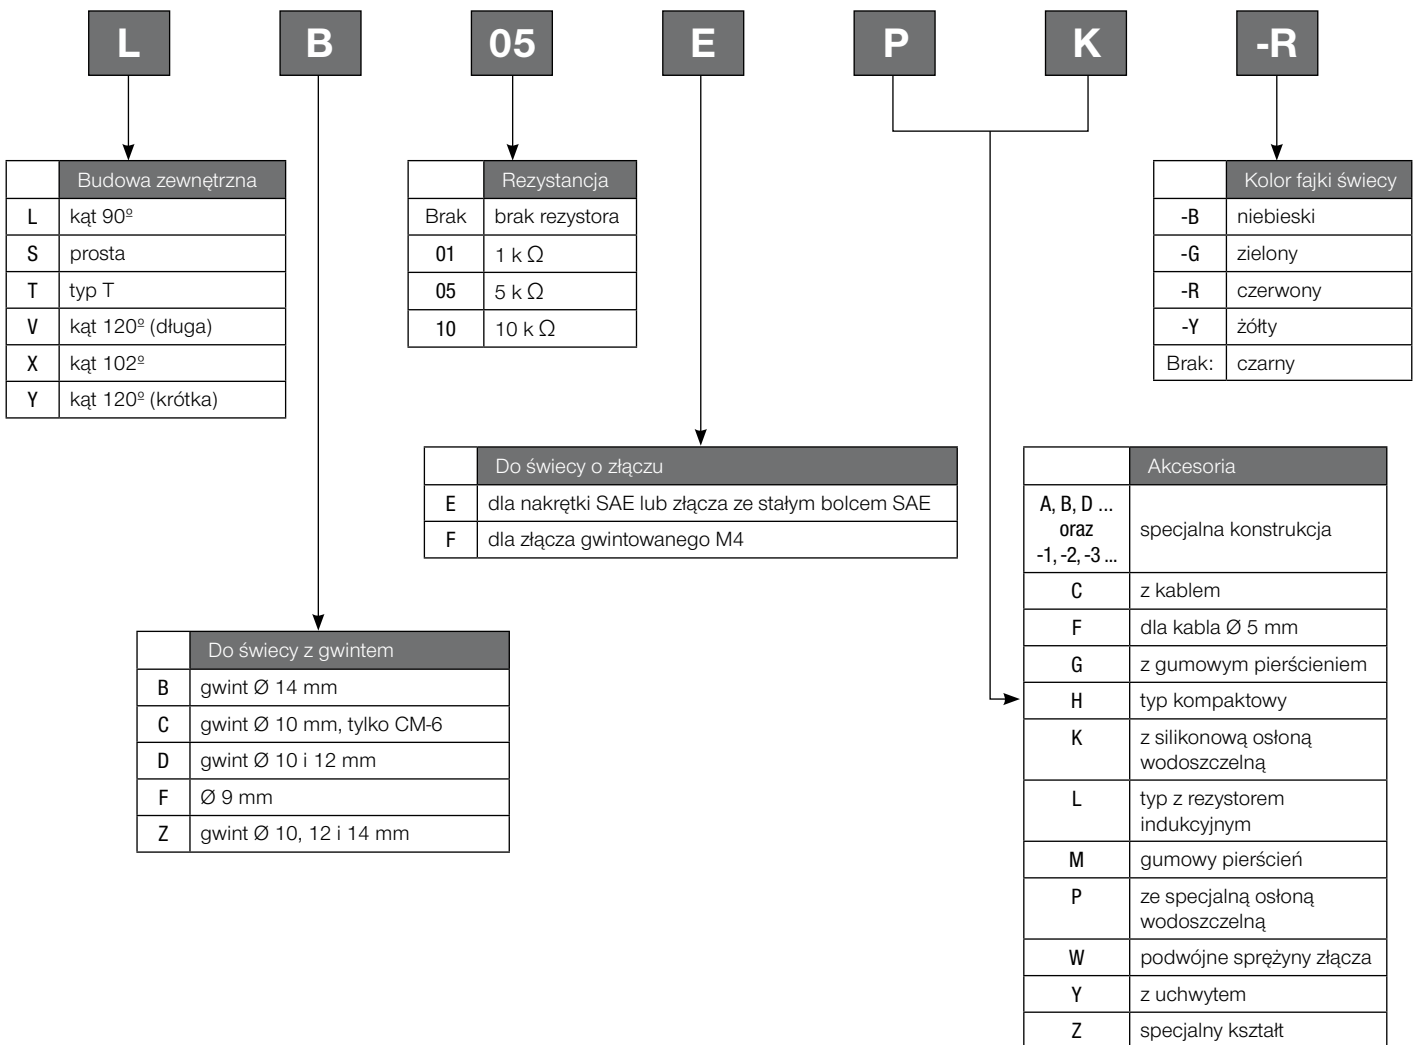 L B 05 E P K -R
Budowa zewnętrzna
L kąt 90º
S prosta
T typ T
V kąt 120º (długa)
X kąt 102º
Y kąt 120º (krótka)
Rezystancja
Brak brak rezystora
01 1 k Ω
05 5 k Ω
10 10 k Ω
Kolor fajki świecy
-B niebieski
-G zielony
-R czerwony
-Y żółty
Brak: czarny
Do świecy o złączu
E dla nakrętki SAE lub złącza ze stałym bolcem SAE
F dla złącza gwintowanego M4
Do świecy z gwintem
B gwint Ø 14 mm
C gwint Ø 10 mm, tylko CM-6
D gwint Ø 10 i 12 mm
F Ø 9 mm
Z gwint Ø 10, 12 i 14 mm
Akcesoria
A, B, D ...
oraz
-1, -2, -3 ...
specjalna konstrukcja
C z kablem
F dla kabla Ø 5 mm
G z gumowym pierścieniem
H typ kompaktowy
K z silikonową osłoną
wodoszczelną
L typ z rezystorem
indukcyjnym
M gumowy pierścień
P ze specjalną osłoną
wodoszczelną
W podwójne sprężyny złącza
Y z uchwytem
Z specjalny kształt